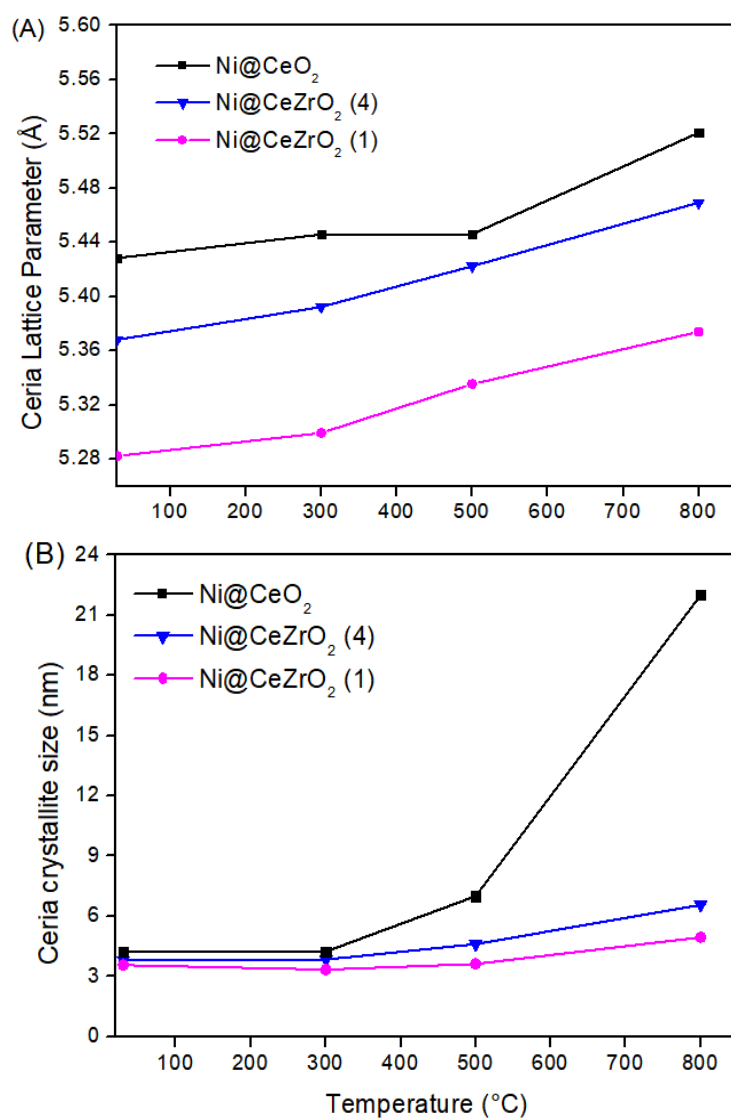 (A)
Ni@CeO₂
Ni@CeZrO₂ (4)
Ni@CeZrO₂ (1)
Ceria Lattice Parameter (Å)
5.60
5.56
5.52
5.48
5.44
5.40
5.36
5.32
5.28
100 200 300 400 500 600 700 800
(B)
Ni@CeO₂
Ni@CeZrO₂ (4)
Ni@CeZrO₂ (1)
Ceria crystallite size (nm)
24
21
18
15
12
9
6
3
0
100 200 300 400 500 600 700 800
Temperature (°C)